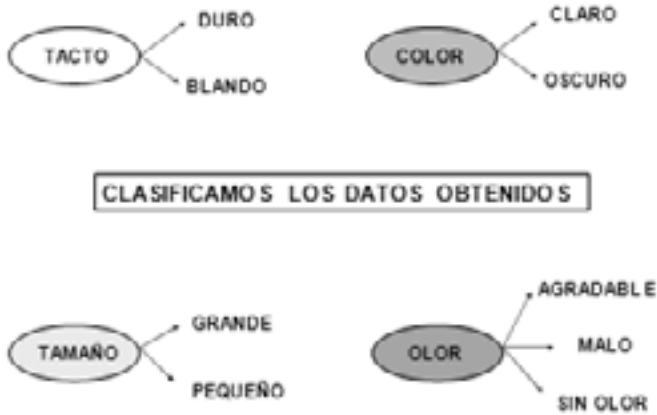 DURO
TACTO
BLANDO
CLARO
COLOR
OSCURO
CLASIFICAMOS LOS DATOS OBTENIDOS
GRANDE
TAMAÑO
PEQUEÑO
AGRADABLE
OLOR
MALO
SIN OLOR